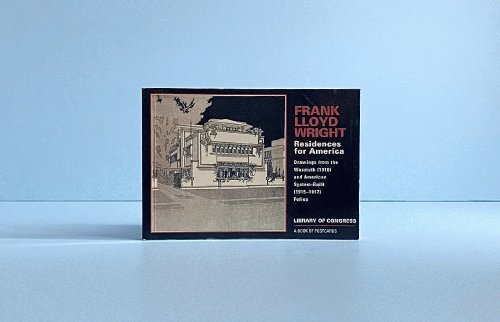 FRANK
LLOYD
WRIGHT
Residences
for America
Drawings from the
Wasmuth (1910)
and American
System-Built
(1915–1917)
Folios
LIBRARY OF CONGRESS
A BOOK OF POSTCARDS